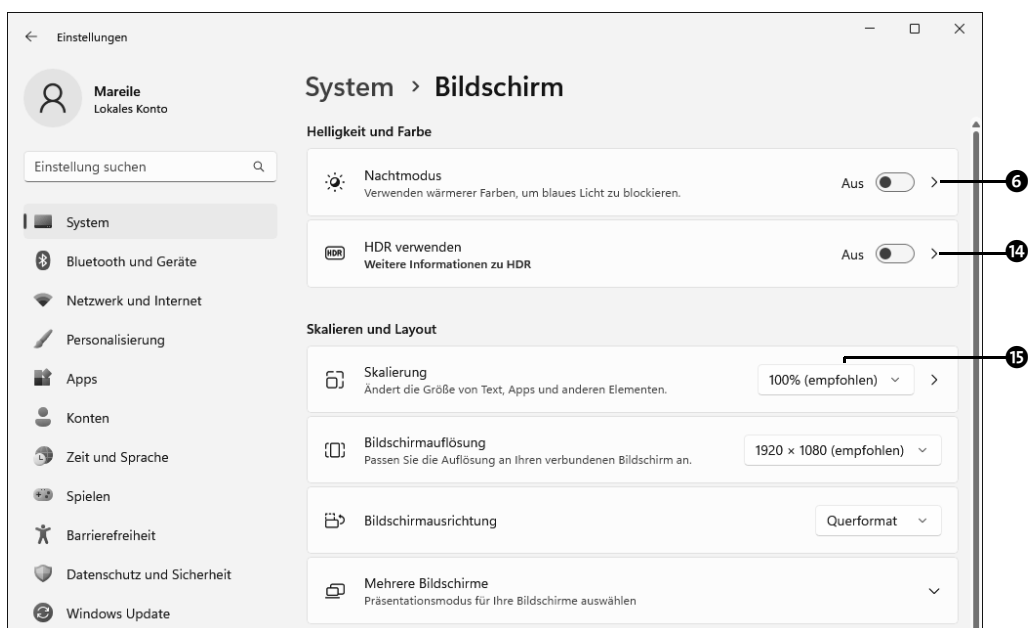 Einstellungen
Mareile
Lokales Konto
Einstellung suchen
System
Bluetooth und Geräte
Netzwerk und Internet
Personalisierung
Apps
Konten
Zeit und Sprache
Spielen
Barrierefreiheit
Datenschutz und Sicherheit
Windows Update
System > Bildschirm
Helligkeit und Farbe
Nachtmodus
Verwenden wärmerer Farben, um blaues Licht zu blockieren.
Aus
6
HDR
HDR verwenden
Weitere Informationen zu HDR
Aus
14
Skalieren und Layout
15
Skalierung
Ändert die Größe von Text, Apps und anderen Elementen.
100% (empfohlen)
Bildschirmauflösung
Passen Sie die Auflösung an Ihren verbundenen Bildschirm an.
1920 × 1080 (empfohlen)
Bildschirmausrichtung
Querformat
Mehrere Bildschirme
Präsentationsmodus für Ihre Bildschirme auswählen